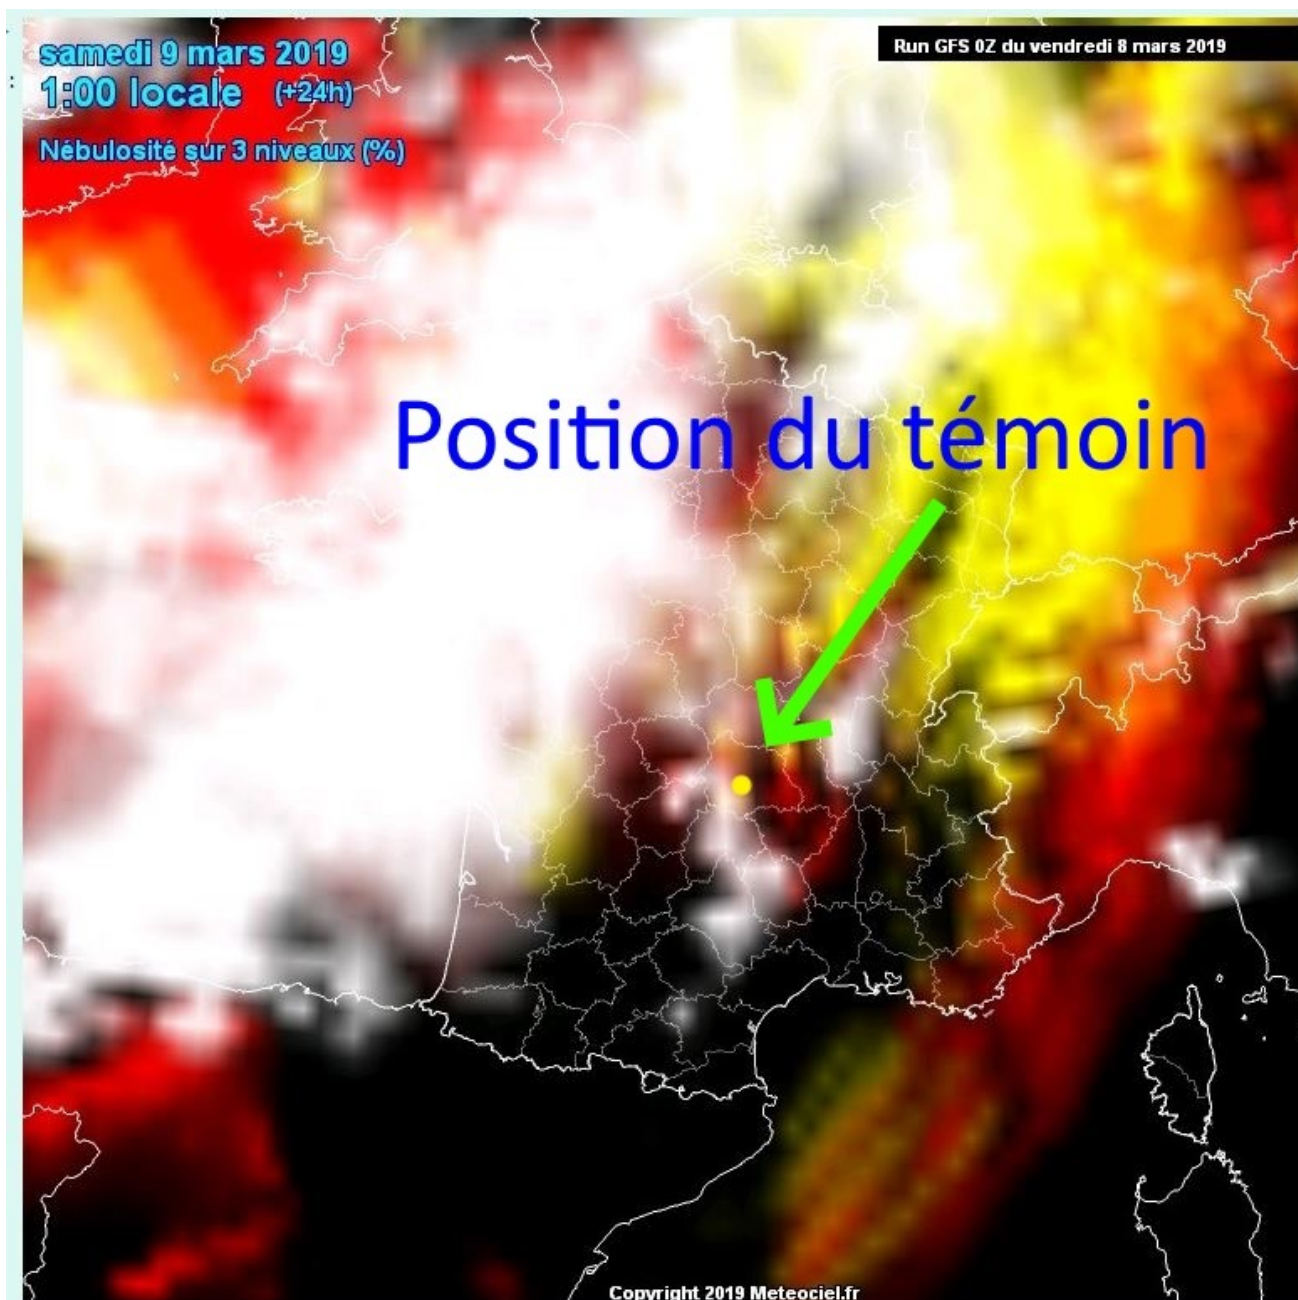 samedi 9 mars 2019
Run GFS 0Z du vendredi 8 mars 2019
1:00 locale (+24h)
Nébulosité sur 3 niveaux (%)
Position du témoin
Copyright 2019 Meteociel.fr